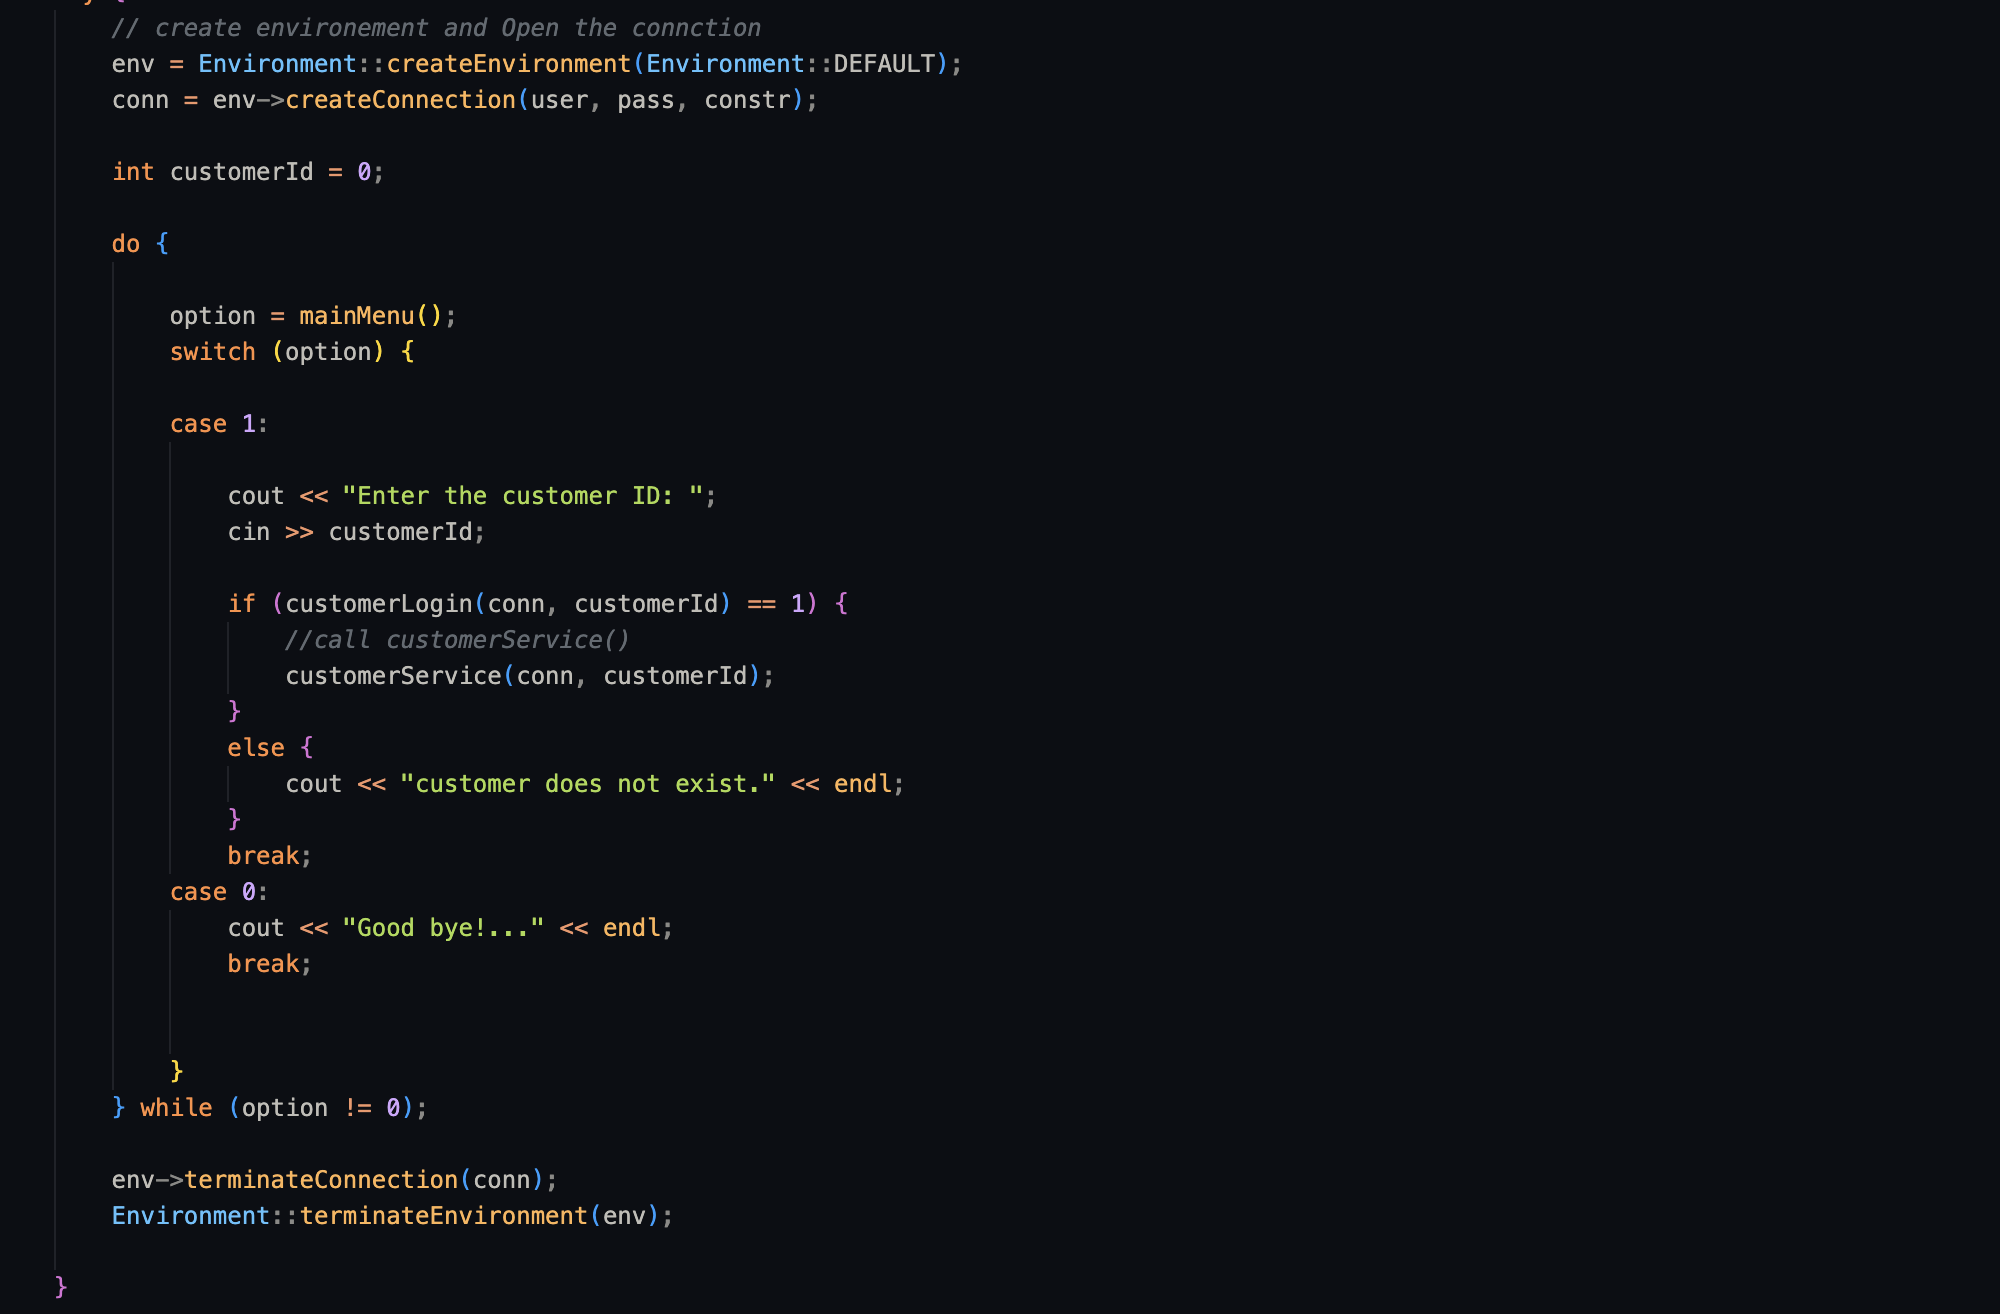 // create environement and Open the connction
env = Environment::createEnvironment(Environment::DEFAULT);
conn = env->createConnection(user, pass, constr);
int customerId = 0;
do {
option = mainMenu();
switch (option) {
case 1:
cout << "Enter the customer ID: ";
cin >> customerId;
if (customerLogin(conn, customerId) == 1) {
//call customerService()
customerService(conn, customerId);
}
else {
cout << "customer does not exist." << endl;
}
break;
case 0:
cout << "Good bye!..." << endl;
break;
}
} while (option != 0);
env->terminateConnection(conn);
Environment::terminateEnvironment(env);
}